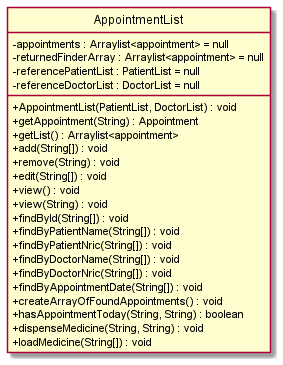 AppointmentList
-appointments : Arraylist<appointment> = null
-returnedFinderArray : Arraylist<appointment> = null
-referencePatientList : PatientList = null
-referenceDoctorList : DoctorList = null
+AppointmentList(PatientList, DoctorList) : void
+getAppointment(String) : Appointment
+getList() : Arraylist<appointment>
+add(String[]) : void
+remove(String) : void
+edit(String[]) : void
+view() : void
+view(String) : void
+findById(String[]) : void
+findByPatientName(String[]) : void
+findByPatientNric(String[]) : void
+findByDoctorName(String[]) : void
+findByDoctorNric(String[]) : void
+findByAppointmentDate(String[]) : void
+createArrayOfFoundAppointments() : void
+hasAppointmentToday(String, String) : boolean
+dispenseMedicine(String, String) : void
+loadMedicine(String[]) : void